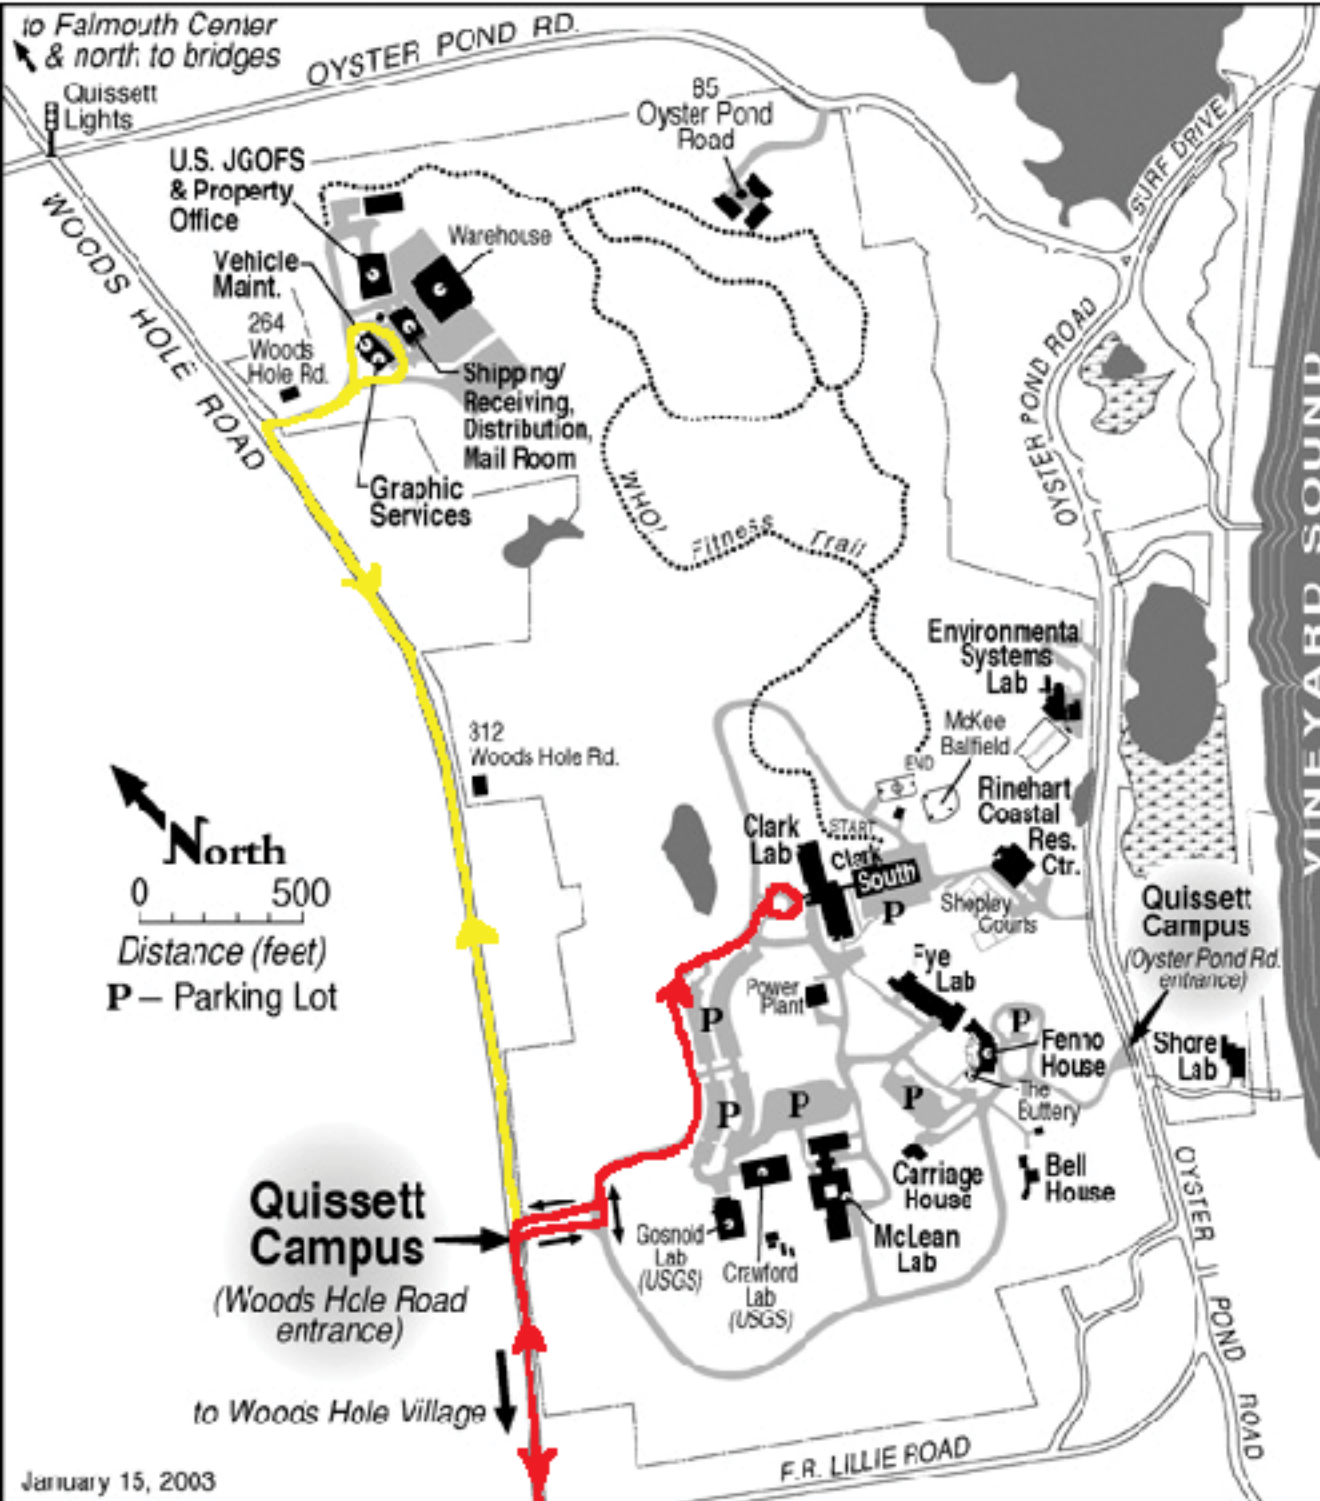 to Falmouth Center
& north to bridges
Quissett
Lights
OYSTER POND RD.
85
Oyster Pond
Road
SURF DRIVE
U.S. JGOFS
& Property
Office
WOODS HOLE ROAD
Warehouse
Vehicle
Maint.
264
Woods
Hole Rd.
Shipping/
Receiving,
Distribution,
Mail Room
Graphic
Services
OYSTER POND ROAD
VINEYARD SOUND
WHOI
Fitness Trail
Environmenta
Systems
Lab
McKee
Balfield
END
312
Woods Hole Rd.
Rinehart
Coastal
Res.
Ctr.
Clark
Lab
START
Clark
South
P
Shepley
Courts
North
0 500
Distance (feet)
P – Parking Lot
Quissett
Campus
(Oyster Pond Rd.
entrance)
Fye
Lab
Power
Plant
P
P
Fenno
House
Shore
Lab
The
Buttery
P
P
P
Carriage
House
Bell
House
Quissett
Campus
(Woods Hole Road
entrance)
Gosnold
Lab
(USGS)
Crawford
Lab
(USGS)
McLean
Lab
OYSTER POND ROAD
to Woods Hole Village
F.R. LILLIE ROAD
January 15, 2003